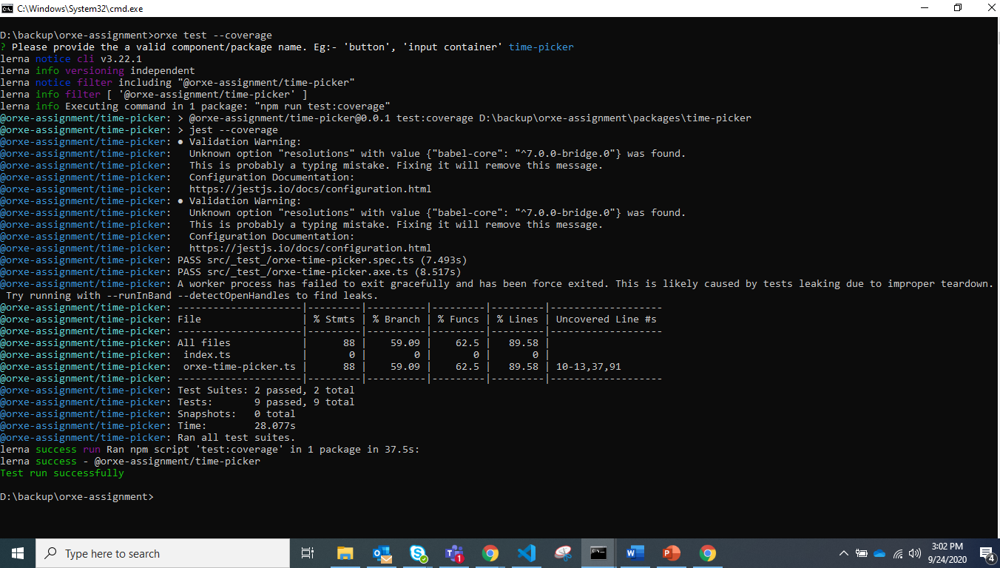 C:\Windows\System32\cmd.exe
D:\backup\orxe-assignment>orxe test --coverage
? Please provide the a valid component/package name. Eg:- 'button', 'input container' time-picker
lerna notice cli v3.22.1
lerna info versioning independent
lerna notice filter including "@orxe-assignment/time-picker"
lerna info filter [ '@orxe-assignment/time-picker' ]
lerna info Executing command in 1 package: "npm run test:coverage"
@orxe-assignment/time-picker: > @orxe-assignment/time-picker@0.0.1 test:coverage D:\backup\orxe-assignment\packages\time-picker
@orxe-assignment/time-picker: > jest --coverage
@orxe-assignment/time-picker: ● Validation Warning:
@orxe-assignment/time-picker:   Unknown option "resolutions" with value {"babel-core": "^7.0.0-bridge.0"} was found.
@orxe-assignment/time-picker:   This is probably a typing mistake. Fixing it will remove this message.
@orxe-assignment/time-picker:   Configuration Documentation:
@orxe-assignment/time-picker:   https://jestjs.io/docs/configuration.html
@orxe-assignment/time-picker: ● Validation Warning:
@orxe-assignment/time-picker:   Unknown option "resolutions" with value {"babel-core": "^7.0.0-bridge.0"} was found.
@orxe-assignment/time-picker:   This is probably a typing mistake. Fixing it will remove this message.
@orxe-assignment/time-picker:   Configuration Documentation:
@orxe-assignment/time-picker:   https://jestjs.io/docs/configuration.html
@orxe-assignment/time-picker: PASS src/_test_/orxe-time-picker.spec.ts (7.493s)
@orxe-assignment/time-picker: PASS src/_test_/orxe-time-picker.axe.ts (8.517s)
@orxe-assignment/time-picker: A worker process has failed to exit gracefully and has been force exited. This is likely caused by tests leaking due to improper teardown.
 Try running with --runInBand --detectOpenHandles to find leaks.
@orxe-assignment/time-picker: ---------------------|---------|----------|---------|---------|-------------------
@orxe-assignment/time-picker: File                 | % Stmts | % Branch | % Funcs | % Lines | Uncovered Line #s
@orxe-assignment/time-picker: ---------------------|---------|----------|---------|---------|-------------------
@orxe-assignment/time-picker: All files            |      88 |    59.09 |    62.5 |   89.58 |
@orxe-assignment/time-picker:  index.ts            |       0 |        0 |       0 |       0 |
@orxe-assignment/time-picker:  orxe-time-picker.ts |      88 |    59.09 |    62.5 |   89.58 | 10-13,37,91
@orxe-assignment/time-picker: ---------------------|---------|----------|---------|---------|-------------------
@orxe-assignment/time-picker: Test Suites: 2 passed, 2 total
@orxe-assignment/time-picker: Tests:       9 passed, 9 total
@orxe-assignment/time-picker: Snapshots:   0 total
@orxe-assignment/time-picker: Time:        28.077s
@orxe-assignment/time-picker: Ran all test suites.
lerna success run Ran npm script 'test:coverage' in 1 package in 37.5s:
lerna success - @orxe-assignment/time-picker
Test run successfully
D:\backup\orxe-assignment>
Type here to search
1
3:02 PM
9/24/2020
4